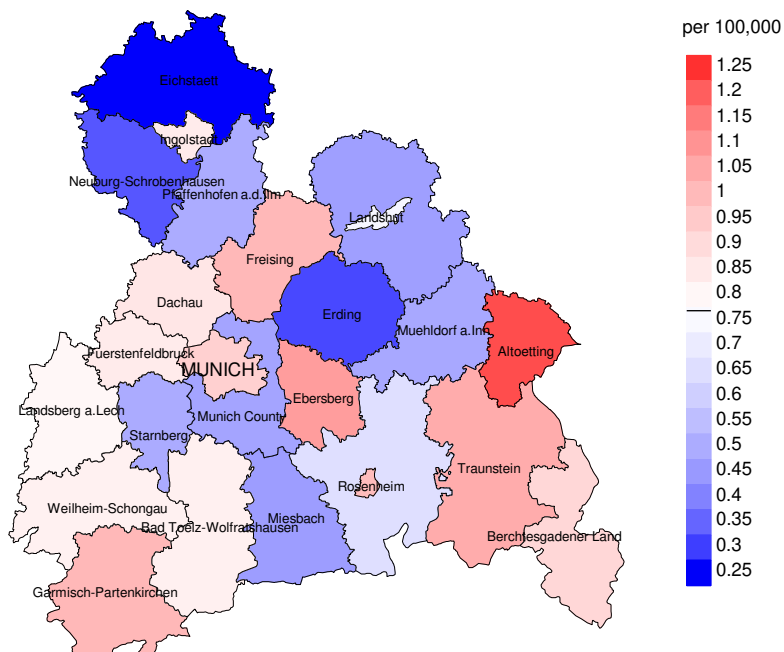 per 100,000
1.25
1.2
1.15
1.1
1.05
1
0.95
0.9
0.85
0.8
0.75
0.7
0.65
0.6
0.55
0.5
0.45
0.4
0.35
0.3
0.25
Eichstaett
Ingolstadt
Neuburg-Schrobenhausen
Pfaffenhofen a.d.Ilm
Landshut
Freising
Dachau
Erding
Muehldorf a.Inn
Altoetting
Fuerstenfeldbruck
MUNICH
Ebersberg
Landsberg a.Lech
Munich County
Starnberg
Traunstein
Rosenheim
Weilheim-Schongau
Miesbach
Bad Toelz-Wolfratshausen
Berchtesgadener Land
Garmisch-Partenkirchen